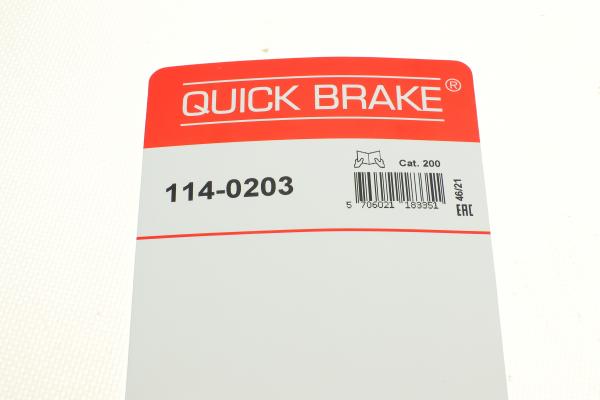 QUICK BRAKE®
114-0203
Cat. 200
5 706021 183351
46/21
EAC